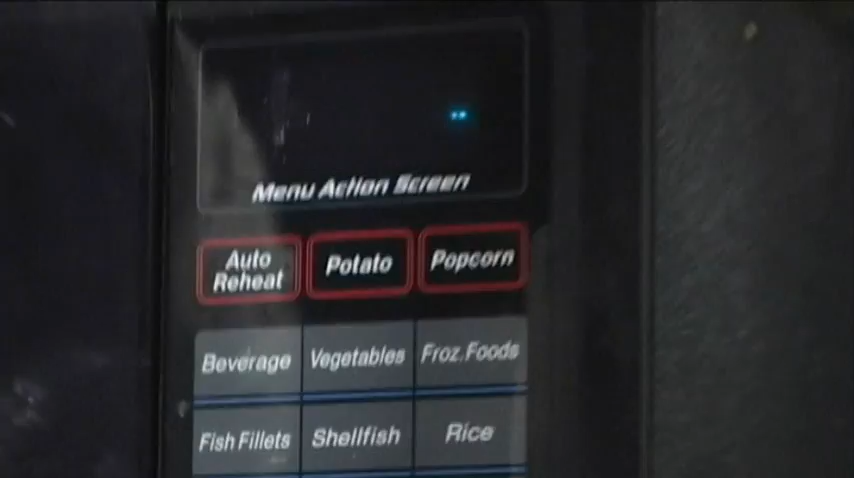 Menu Action Screen
Auto
Reheat
Potato
Popcorn
Beverage
Vegetables
Froz.Foods
Fish Fillets
Shellfish
Rice